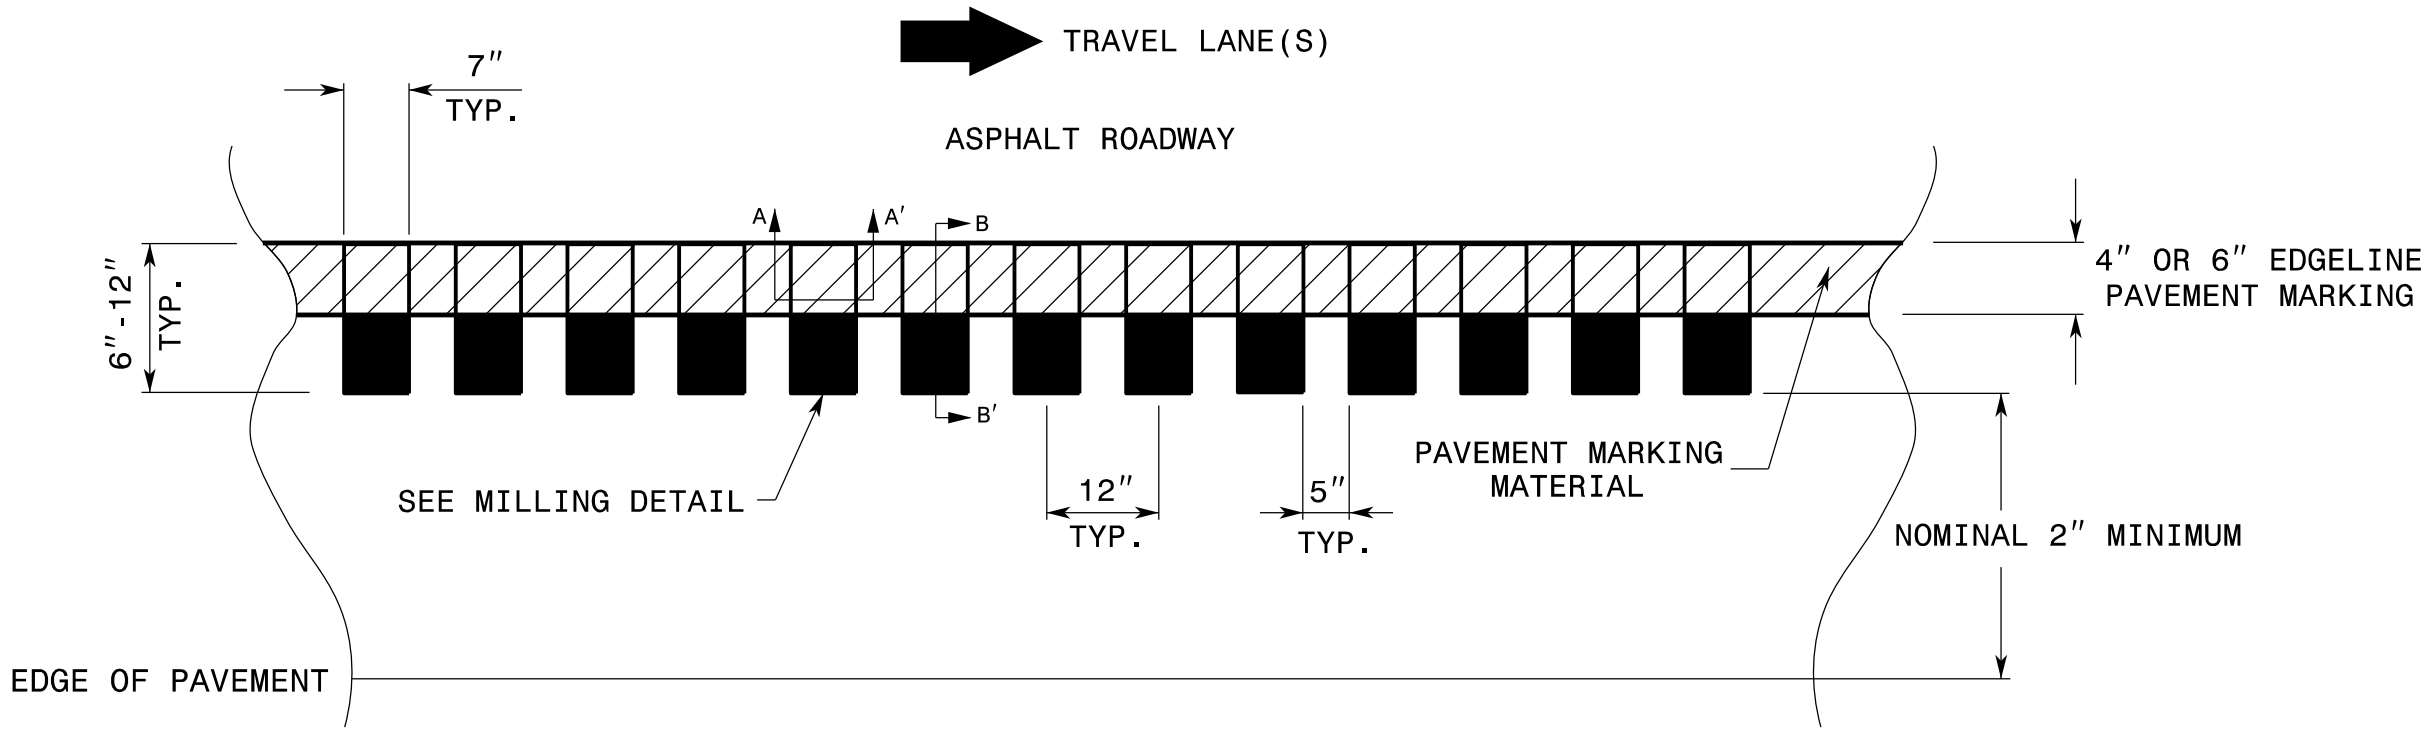 TRAVEL LANE(S)
7"
TYP.
ASPHALT ROADWAY
A
A'
B
6"-12"
TYP.
4" OR 6" EDGELINE
PAVEMENT MARKING
B'
SEE MILLING DETAIL
12"
TYP.
5"
TYP.
PAVEMENT MARKING
MATERIAL
NOMINAL 2" MINIMUM
EDGE OF PAVEMENT